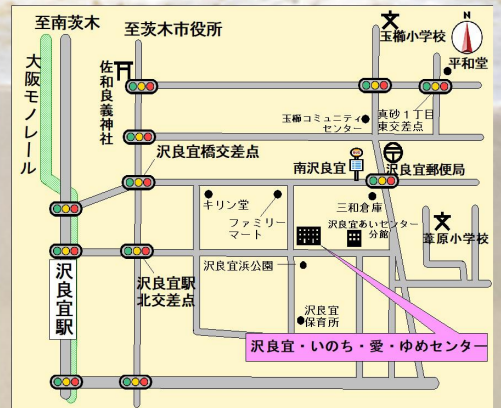 至南茨木
至茨木市役所
玉櫛小学校
N
平和堂
大阪モノレール
佐和良義神社
玉櫛コミュニティ
センター
真砂1丁目
東交差点
沢良宜橋交差点
南沢良宜
沢良宜郵便局
キリン堂
ファミリー
マート
三和倉庫
沢良宜あいセンター
分館
葦原小学校
沢良宜駅
沢良宜駅
北交差点
沢良宜浜公園
沢良宜
保育所
沢良宜・いのち・愛・ゆめセンター